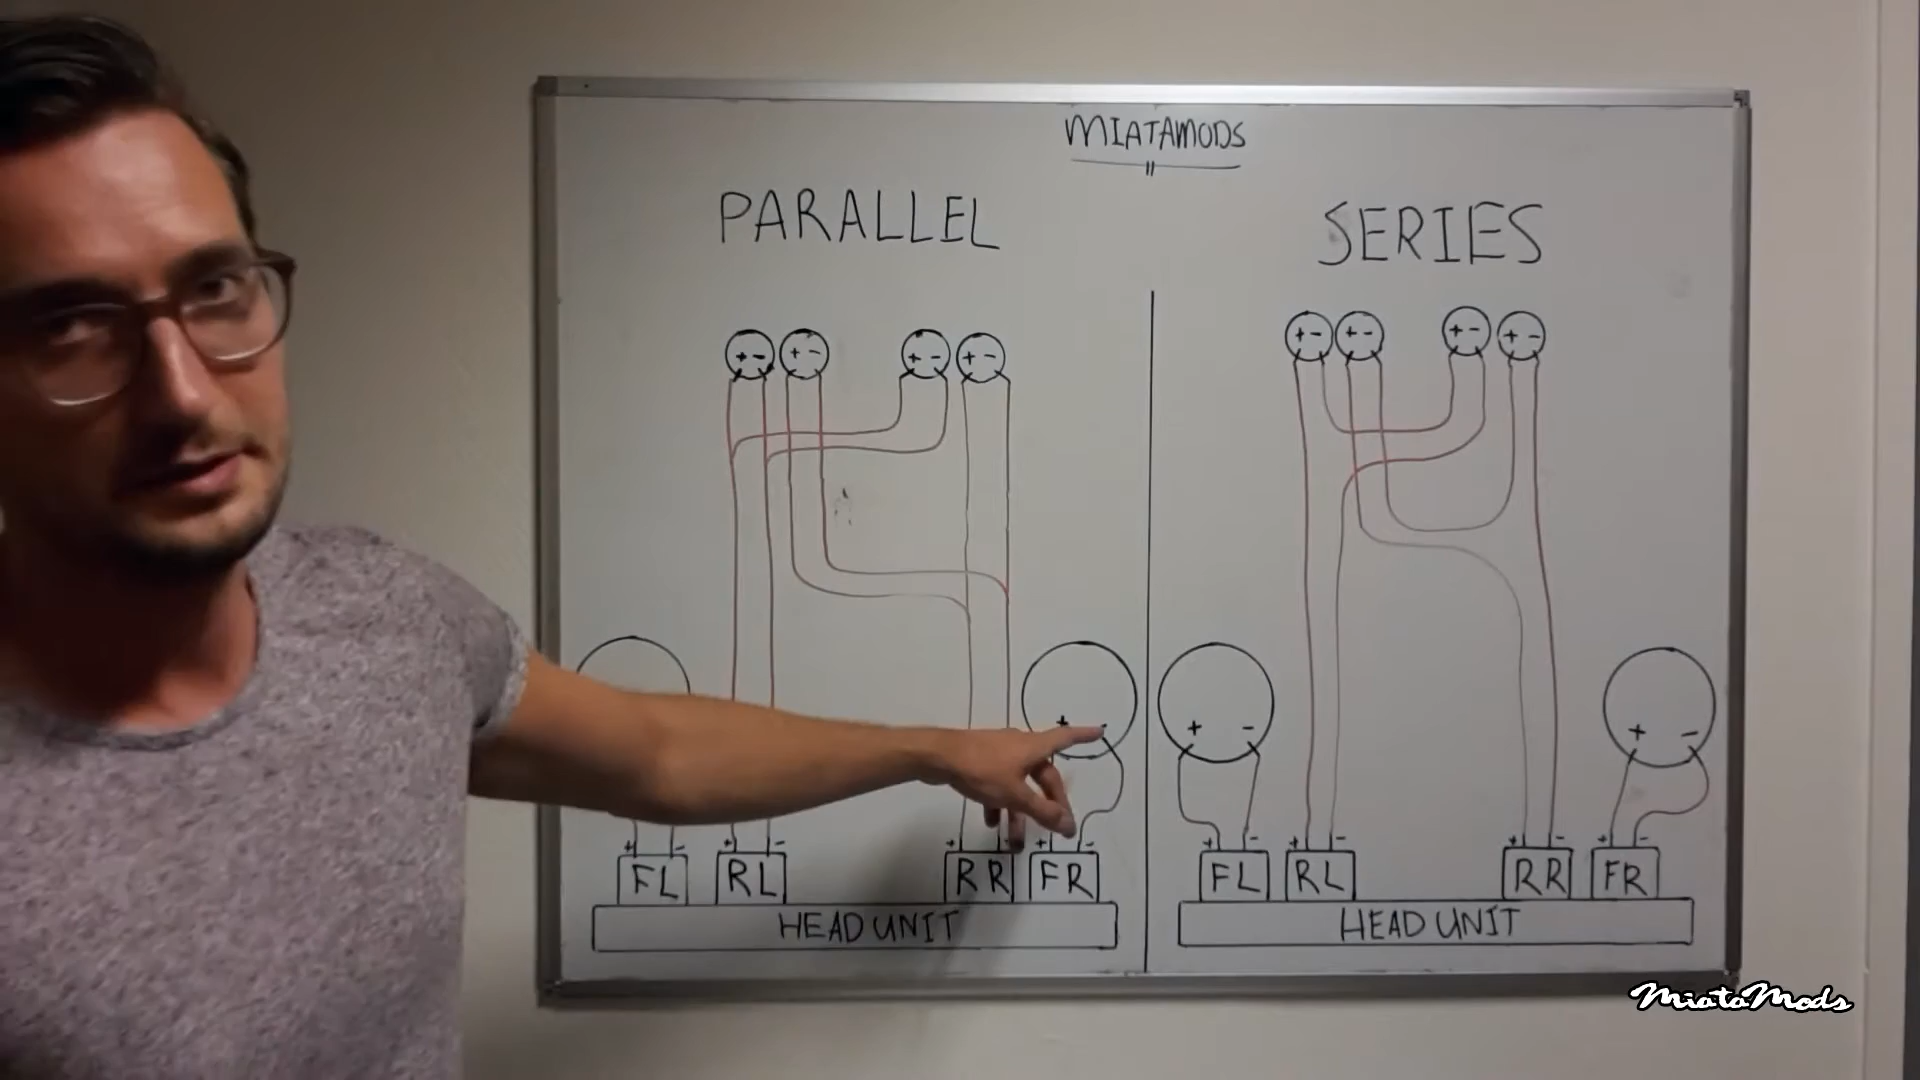 MIATAMODS
PARALLEL
SERIES
+- +- +- +-
+- +- +- +-
+ -
+ -
+ -
+ - + - + - + -
+ - + - + -
FL RL RR FR
FL RL RR FR
HEAD UNIT
HEAD UNIT
MiataMods